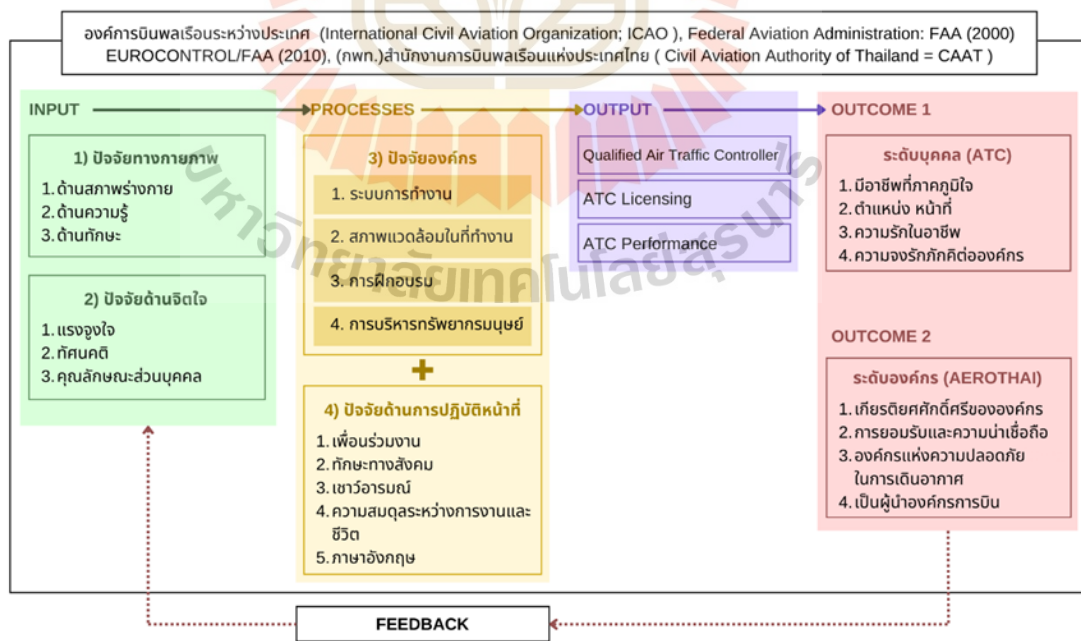 องค์การบินพลเรือนระหว่างประเทศ (International Civil Aviation Organization; ICAO ), Federal Aviation Administration: FAA (2000)
EUROCONTROL/FAA (2010), (กพท.)สำนักงานการบินพลเรือนแห่งประเทศไทย ( Civil Aviation Authority of Thailand = CAAT )
INPUT
1) ปัจจัยทางกายภาพ
1. ด้านสภาพร่างกาย
2. ด้านความรู้
3. ด้านทักษะ
2) ปัจจัยด้านจิตใจ
1. แรงจูงใจ
2. ทัศนคติ
3. คุณลักษณะส่วนบุคคล
PROCESSES
3) ปัจจัยองค์กร
1. ระบบการทำงาน
2. สภาพแวดล้อมในที่ทำงาน
3. การฝึกอบรม
4. การบริหารทรัพยากรมนุษย์
+
4) ปัจจัยด้านการปฏิบัติหน้าที่
1. เพื่อนร่วมงาน
2. ทักษะทางสังคม
3. เชาว์อารมณ์
4. ความสมดุลระหว่างการงานและ
ชีวิต
5. ภาษาอังกฤษ
OUTPUT
Qualified Air Traffic Controller
ATC Licensing
ATC Performance
OUTCOME 1
ระดับบุคคล (ATC)
1. มีอาชีพที่ภาคภูมิใจ
2. ตำแหน่ง หน้าที่
3. ความรักในอาชีพ
4. ความจงรักภักดีต่อองค์กร
OUTCOME 2
ระดับองค์กร (AEROTHAI)
1. เกียรติยศศักดิ์ศรีขององค์กร
2. การยอมรับและความน่าเชื่อถือ
3. องค์กรแห่งความปลอดภัย
ในการเดินอากาศ
4. เป็นผู้นำองค์กรการบิน
FEEDBACK
มหาวิทยาลัยเทคโนโลยีสุรนารี